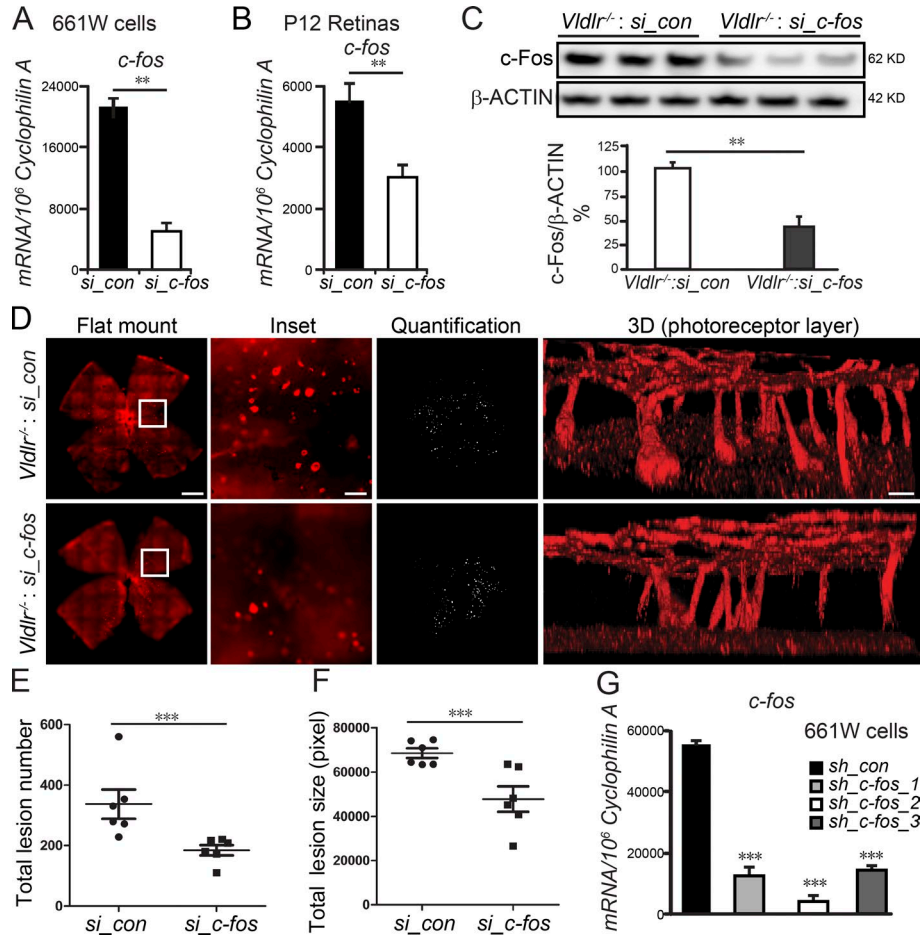 A 661W cells
c-fos
**
mRNA/10⁶ Cyclophilin A
24000
16000
8000
0
si_con si_c-fos
B P12 Retinas
c-fos
**
mRNA/10⁶ Cyclophilin A
6000
4000
2000
0
si_con si_c-fos
C
Vldlr-/-: si_con Vldlr-/-: si_c-fos
c-Fos 62 KD
β-ACTIN 42 KD
**
c-Fos/β-ACTIN
%
125
100
75
50
25
0
Vldlr-/-:si_con Vldlr-/-:si_c-fos
D Flat mount Inset Quantification 3D (photoreceptor layer)
Vldlr-/-: si_con
Vldlr-/-: si_c-fos
E
***
Total lesion number
600
400
200
0
si_con si_c-fos
F
***
Total lesion size (pixel)
80000
60000
40000
20000
0
si_con si_c-fos
G
c-fos
661W cells
mRNA/10⁶ Cyclophilin A
60000
40000
20000
0
sh_con
sh_c-fos_1
sh_c-fos_2
sh_c-fos_3
*** *** ***